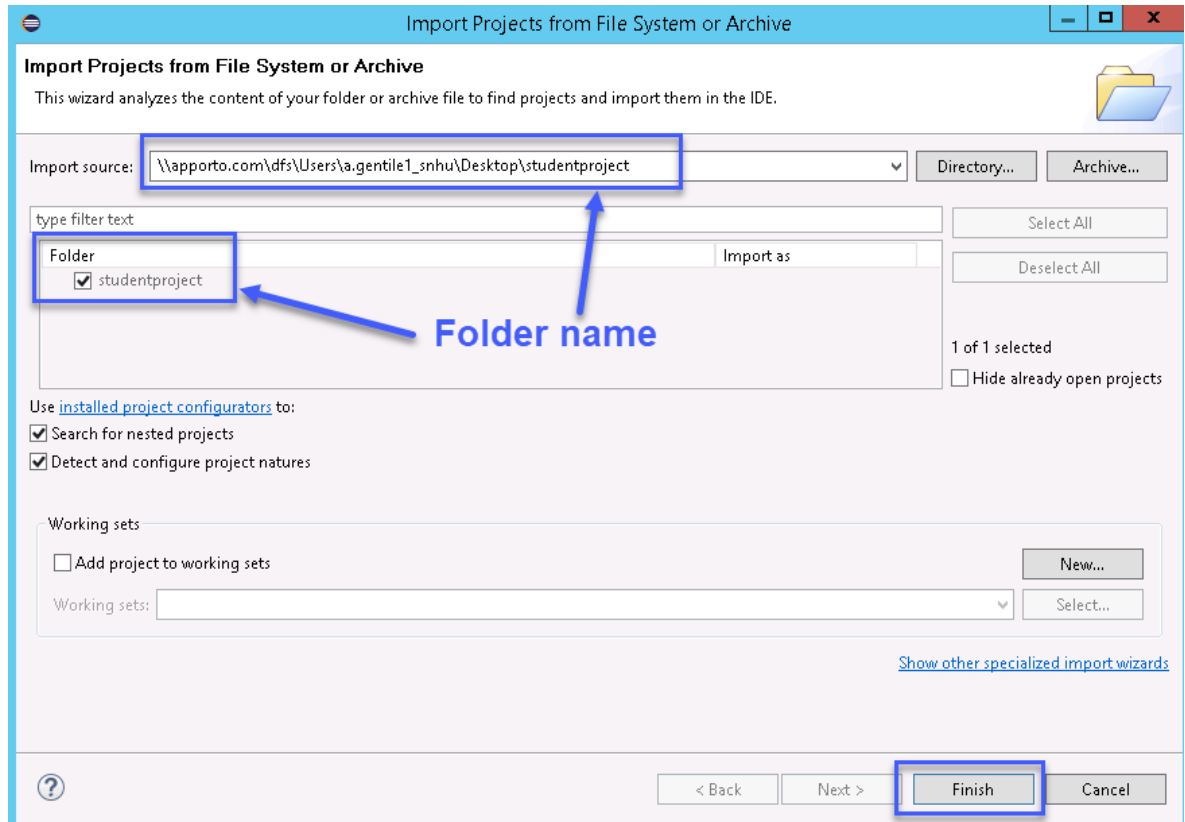 Import Projects from File System or Archive
Import Projects from File System or Archive
This wizard analyzes the content of your folder or archive file to find projects and import them in the IDE.
Import source: \\apporto.com\dfs\Users\a.gentile1_snhu\Desktop\studentproject Directory... Archive...
type filter text Select All
Folder Import as
Deselect All
studentproject
Folder name
1 of 1 selected
Hide already open projects
Use installed project configurators to:
Search for nested projects
Detect and configure project natures
Working sets
Add project to working sets New...
Working sets: Select...
Show other specialized import wizards
? < Back Next > Finish Cancel